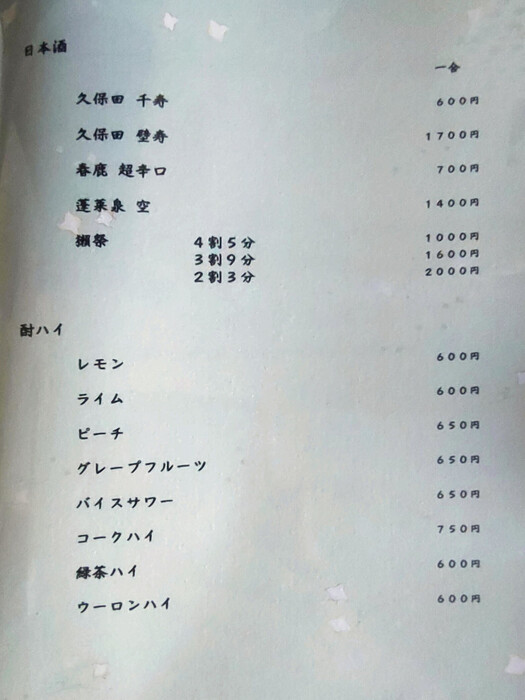 日本酒
一合
久保田 千寿 600円
久保田 碧寿 1700円
春鹿 超辛口 700円
蓬莱泉 空 1400円
獺祭 4割5分 1000円
3割9分 1600円
2割3分 2000円
酎ハイ
レモン 600円
ライム 600円
ピーチ 650円
グレープフルーツ 650円
バイスサワー 650円
コークハイ 750円
緑茶ハイ 600円
ウーロンハイ 600円